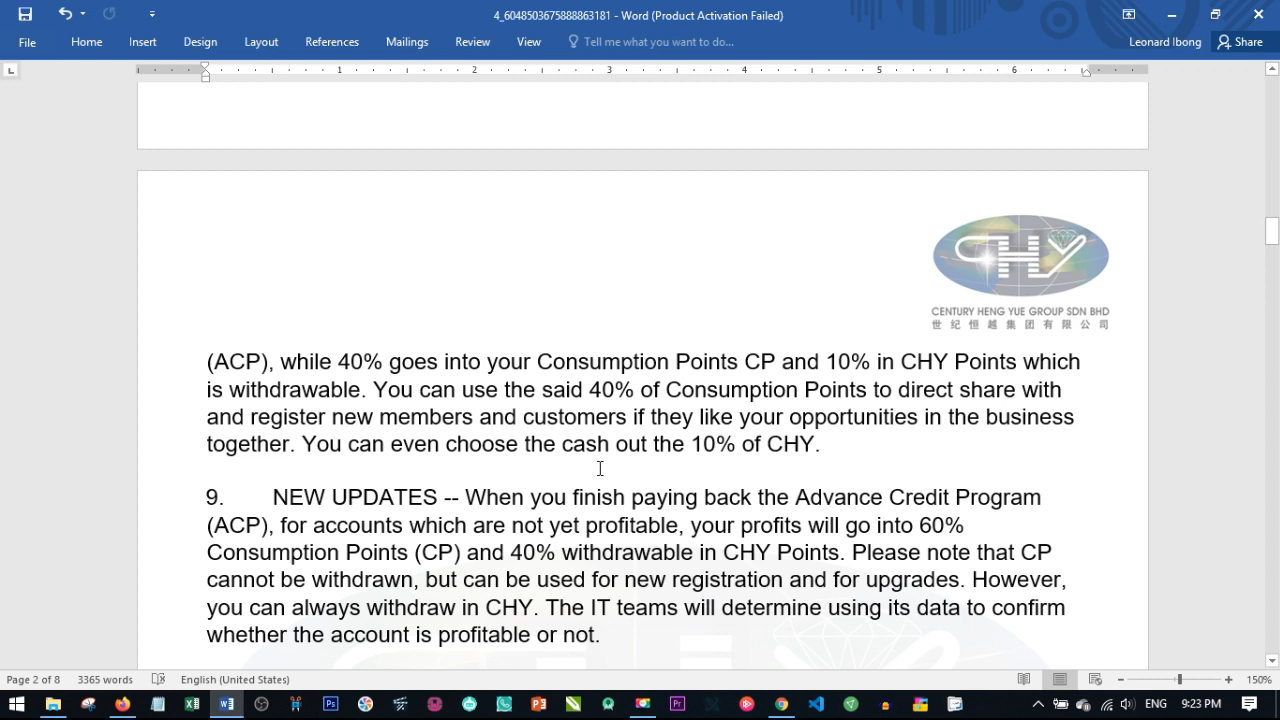 4_6048503675888863181 - Word (Product Activation Failed)
File Home Insert Design Layout References Mailings Review View Tell me what you want to do... Leonard Ibong Share
1 2 3 4 5 6
CHY
CENTURY HENG YUE GROUP SDN BHD
世纪恒越集团有限公司
(ACP), while 40% goes into your Consumption Points CP and 10% in CHY Points which
is withdrawable. You can use the said 40% of Consumption Points to direct share with
and register new members and customers if they like your opportunities in the business
together. You can even choose the cash out the 10% of CHY.
9. NEW UPDATES -- When you finish paying back the Advance Credit Program
(ACP), for accounts which are not yet profitable, your profits will go into 60%
Consumption Points (CP) and 40% withdrawable in CHY Points. Please note that CP
cannot be withdrawn, but can be used for new registration and for upgrades. However,
you can always withdraw in CHY. The IT teams will determine using its data to confirm
whether the account is profitable or not.
Page 2 of 8 3365 words English (United States) 150%
ENG 9:23 PM